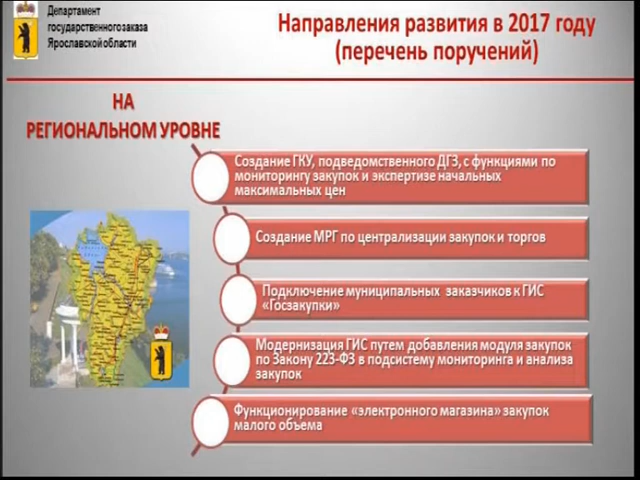 Департамент
государственного заказа
Ярославской области
Направления развития в 2017 году
(перечень поручений)
НА
РЕГИОНАЛЬНОМ УРОВНЕ
Создание ГКУ, подведомственного ДГЗ, с функциями по
мониторингу закупок и экспертизе начальных
максимальных цен
Создание МРГ по централизации закупок и торгов
Подключение муниципальных заказчиков к ГИС
«Госзакупки»
Модернизация ГИС путем добавления модуля закупок
по Закону 223-ФЗ в подсистему мониторинга и анализа
закупок
Функционирование «электронного магазина» закупок
малого объема